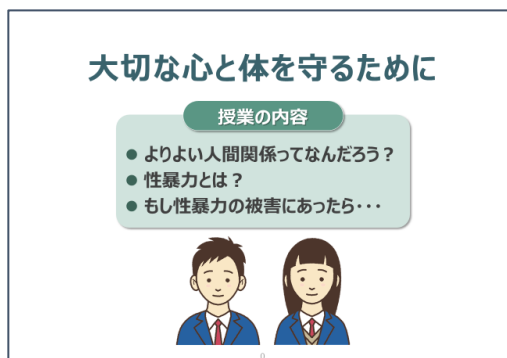 大切な心と体を守るために
授業の内容
● よりよい人間関係ってなんだろう？
● 性暴力とは？
● もし性暴力の被害にあったら・・・